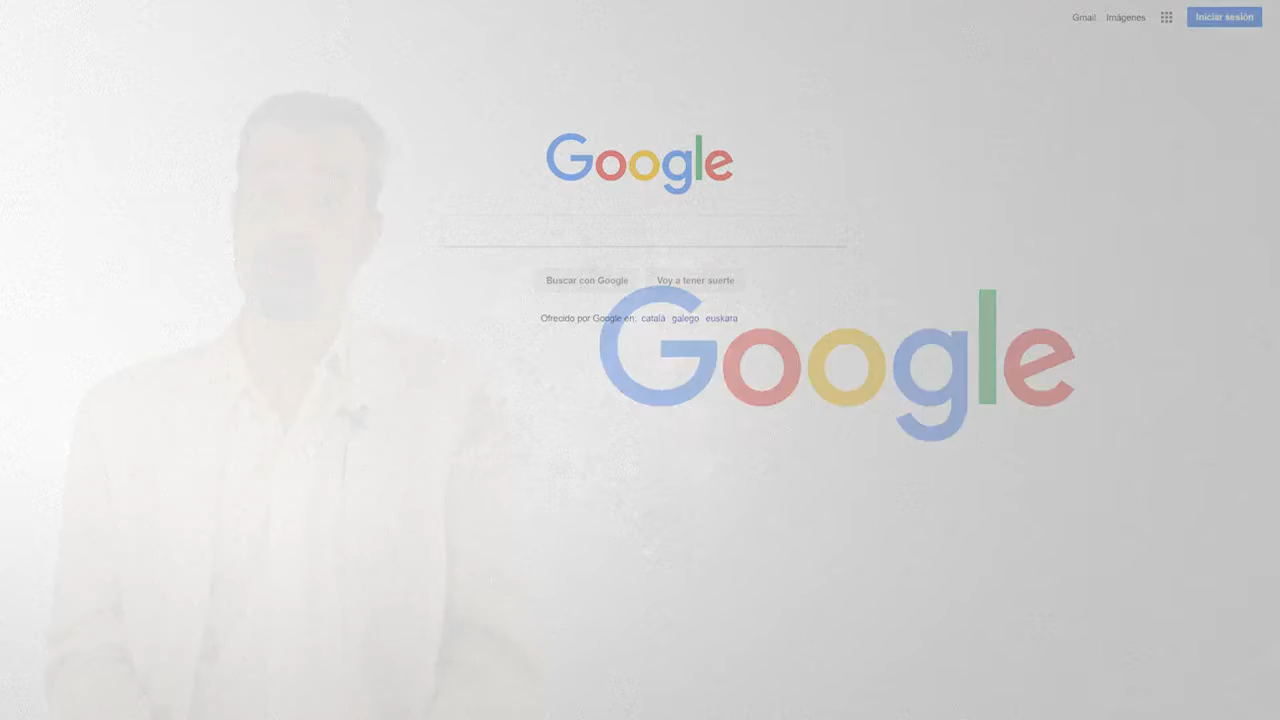 Gmail Imágenes Iniciar sesión
Google
Buscar con Google Voy a tener suerte
Ofrecido por Google en: català galego euskara
Google